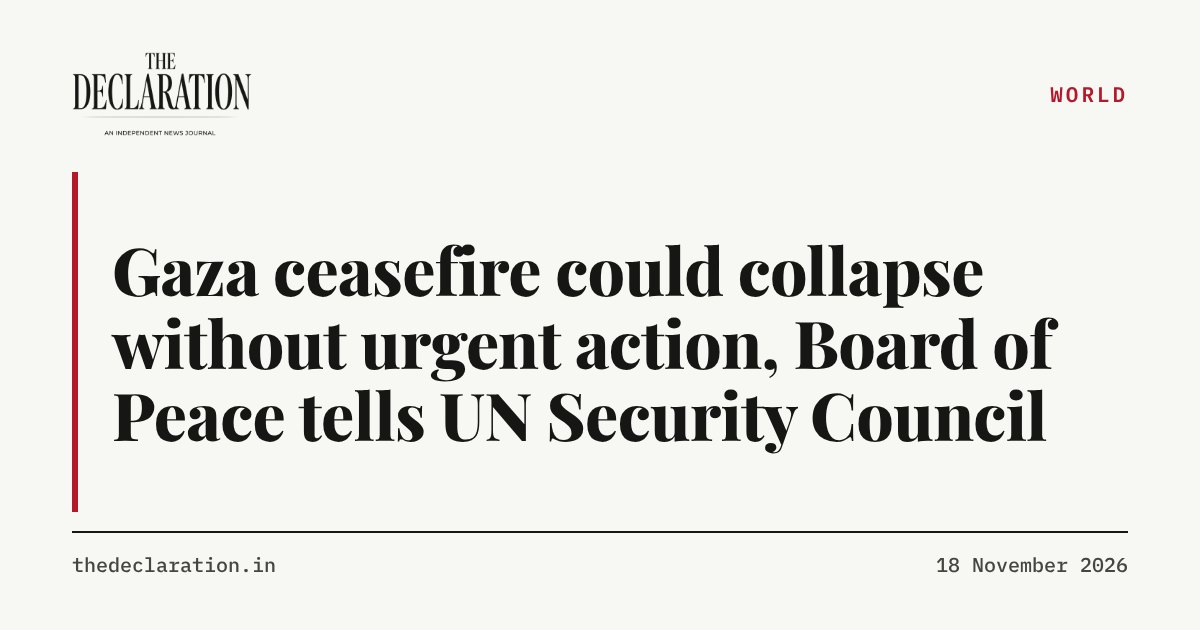 THE
DECLARATION
AN INDEPENDENT NEWS JOURNAL
WORLD
Gaza ceasefire could collapse
without urgent action, Board of
Peace tells UN Security Council
thedeclaration.in
18 November 2026